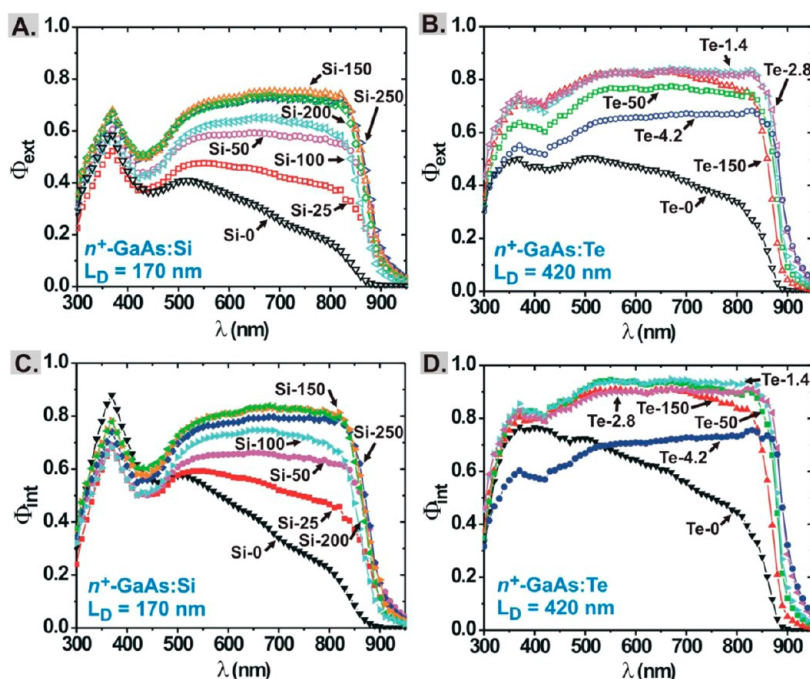 A.
Φext
1.0
0.8
0.6
0.4
0.2
0.0
Si-150
Si-200
Si-250
Si-50
Si-100
Si-25
Si-0
n+-GaAs:Si
LD = 170 nm
300 400 500 600 700 800 900
λ (nm)
B.
Φext
1.0
0.8
0.6
0.4
0.2
0.0
Te-1.4
Te-2.8
Te-50
Te-4.2
Te-150
Te-0
n+-GaAs:Te
LD = 420 nm
300 400 500 600 700 800 900
λ (nm)
C.
Φint
1.0
0.8
0.6
0.4
0.2
0.0
Si-150
Si-250
Si-100
Si-50
Si-25
Si-200
Si-0
n+-GaAs:Si
LD = 170 nm
300 400 500 600 700 800 900
λ (nm)
D.
Φint
1.0
0.8
0.6
0.4
0.2
0.0
Te-1.4
Te-150
Te-2.8
Te-50
Te-4.2
Te-0
n+-GaAs:Te
LD = 420 nm
300 400 500 600 700 800 900
λ (nm)